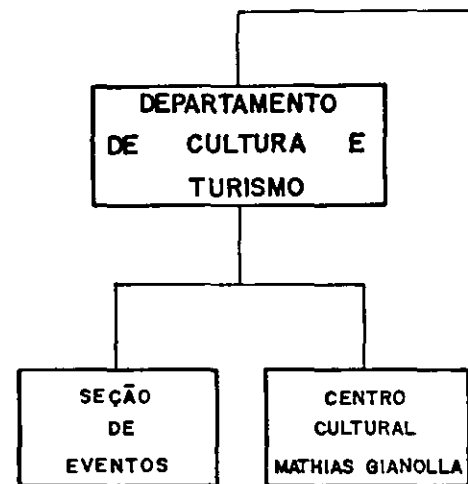 DEPARTAMENTO
DE CULTURA E
TURISMO
SEÇÃO
DE
EVENTOS
CENTRO
CULTURAL
MATHIAS GIANOLLA